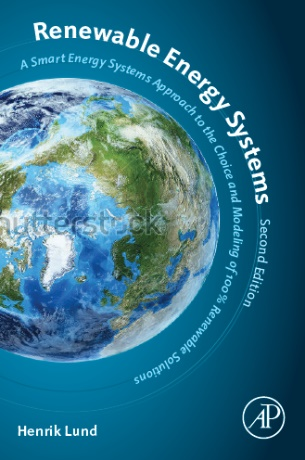 Renewable Energy Systems
A Smart Energy Systems Approach to the Choice and Modeling of 100% Renewable Solutions
Second Edition
shutterstock
Henrik Lund
AP